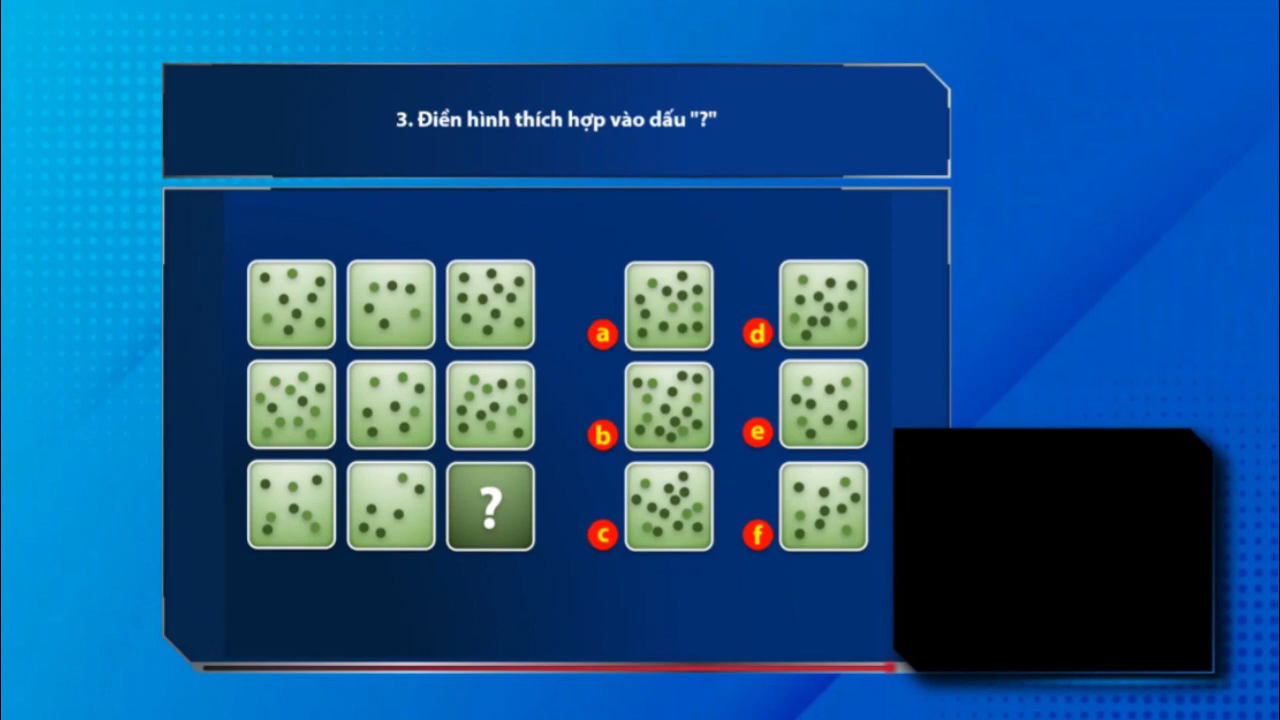 3. Điền hình thích hợp vào dấu "?"
a
d
b
e
?
c
f